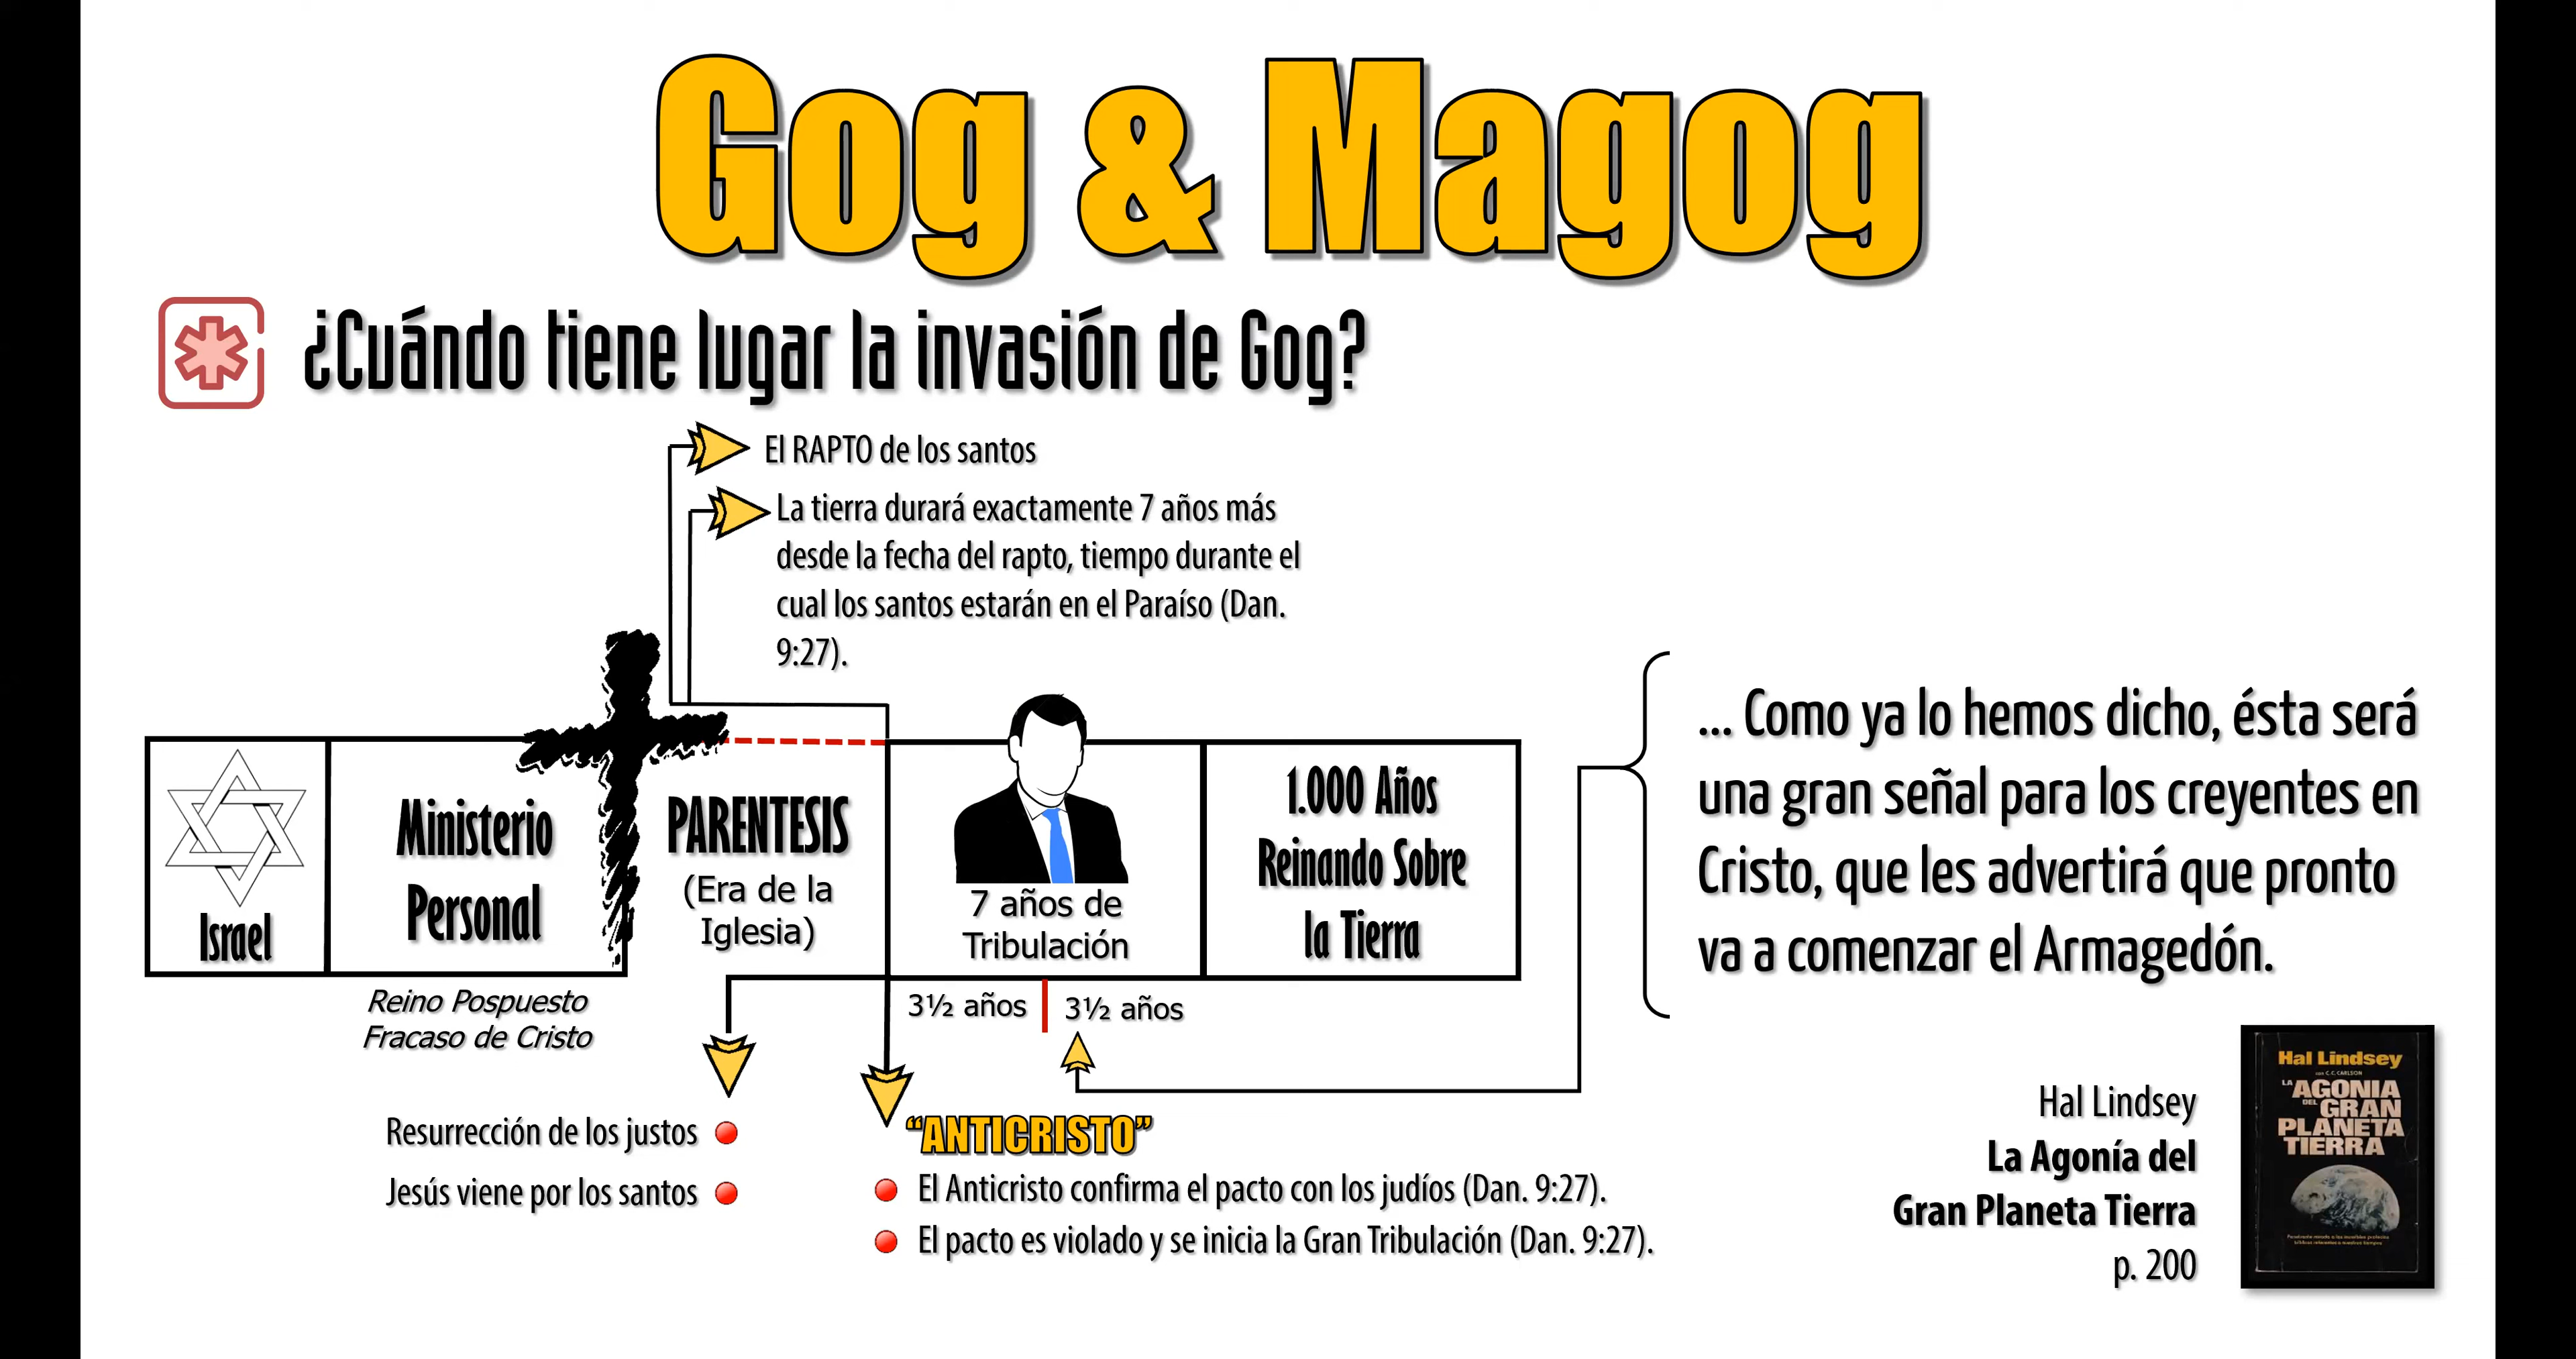 Gog & Magog
¿Cuándo tiene lugar la invasión de Gog?
El RAPTO de los santos
La tierra durará exactamente 7 años más
desde la fecha del rapto, tiempo durante el
cual los santos estarán en el Paraíso (Dan.
9:27).
Israel
Ministerio
Personal
Reino Pospuesto
Fracaso de Cristo
PARENTESIS
(Era de la
Iglesia)
7 años de
Tribulación
3½ años
3½ años
1.000 Años
Reinando Sobre
la Tierra
Resurrección de los justos
Jesús viene por los santos
“ANTICRISTO”
El Anticristo confirma el pacto con los judíos (Dan. 9:27).
El pacto es violado y se inicia la Gran Tribulación (Dan. 9:27).
... Como ya lo hemos dicho, ésta será
una gran señal para los creyentes en
Cristo, que les advertirá que pronto
va a comenzar el Armagedón.
Hal Lindsey
La Agonía del
Gran Planeta Tierra
p. 200
Hal Lindsey
C.C. CARLSON
LA AGONIA
DEL GRAN
PLANETA
TIERRA